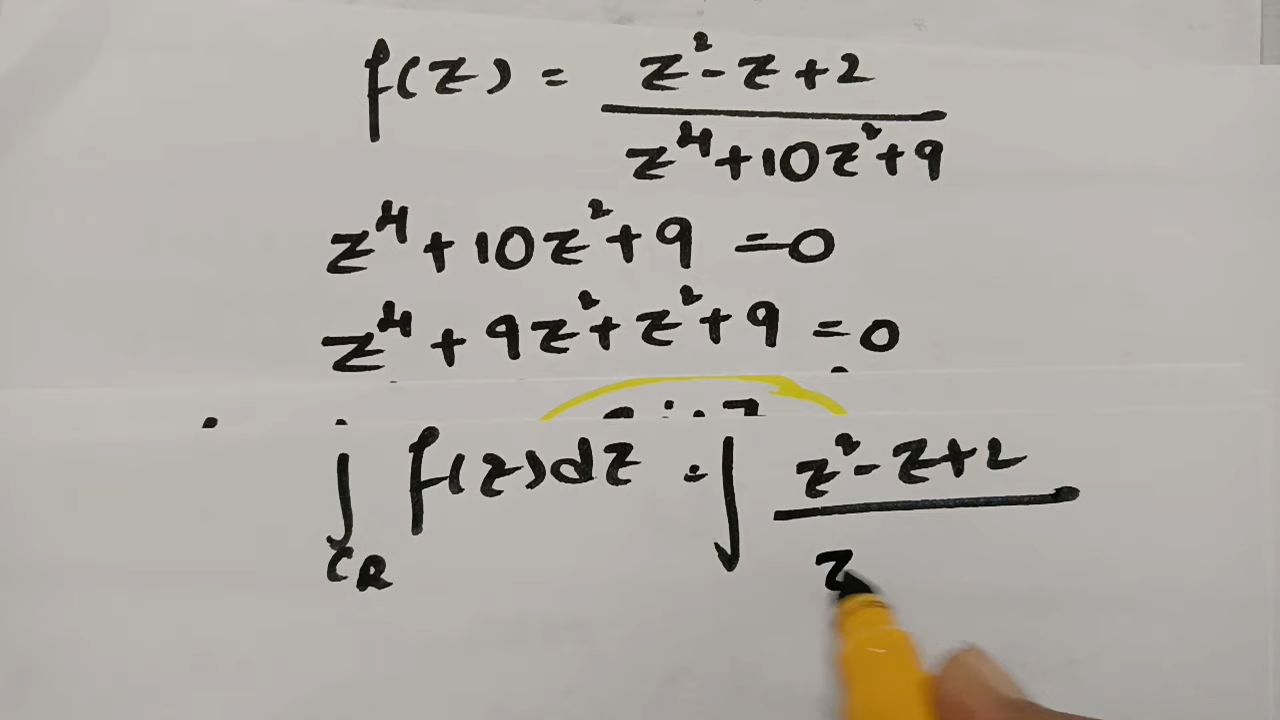 f(z) = z² - z + 2 / z⁴ + 10z² + 9
z⁴ + 10z² + 9 = 0
z⁴ + 9z² + z² + 9 = 0
∫_{C_R} f(z)dz = ∫ z² - z + 2 / z